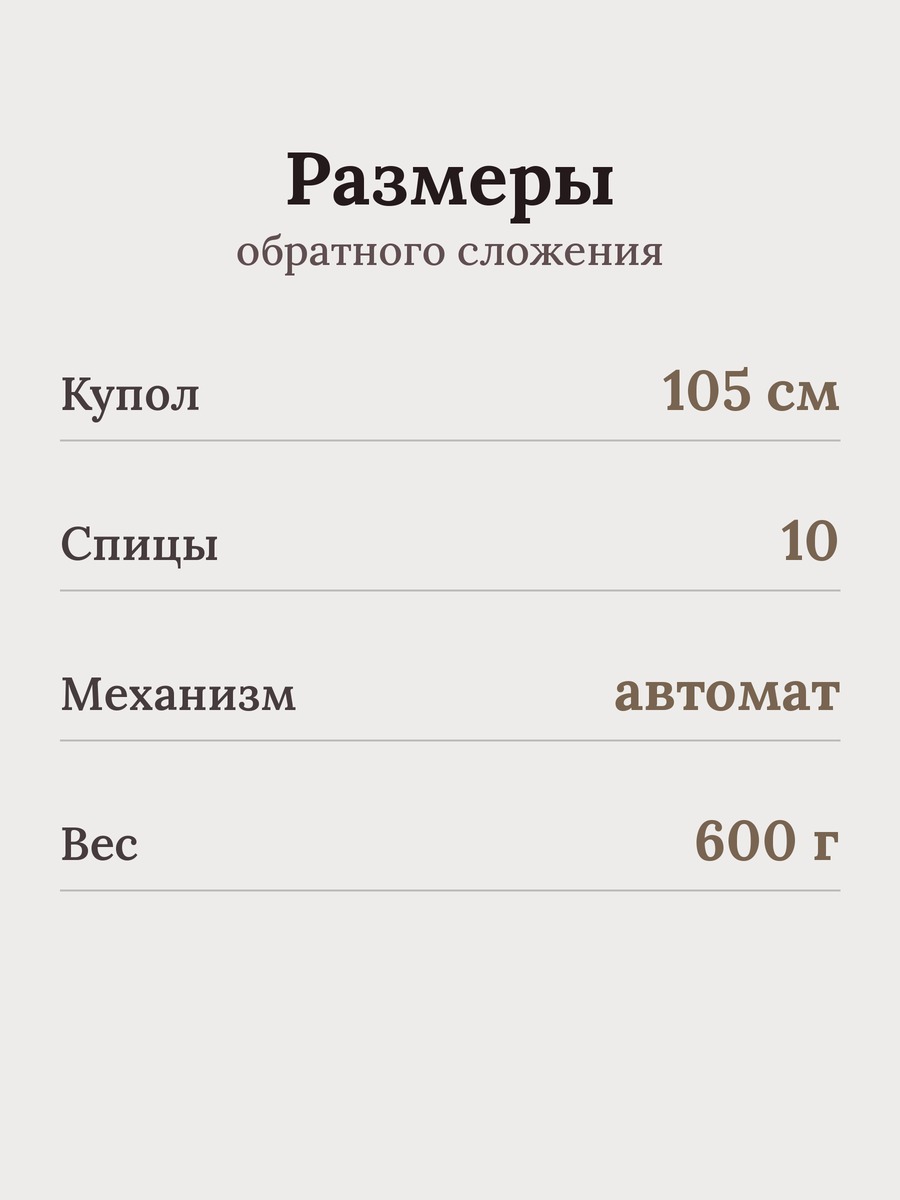 Размеры
обратного сложения
Купол 105 см
Спицы 10
Механизм автомат
Вес 600 г